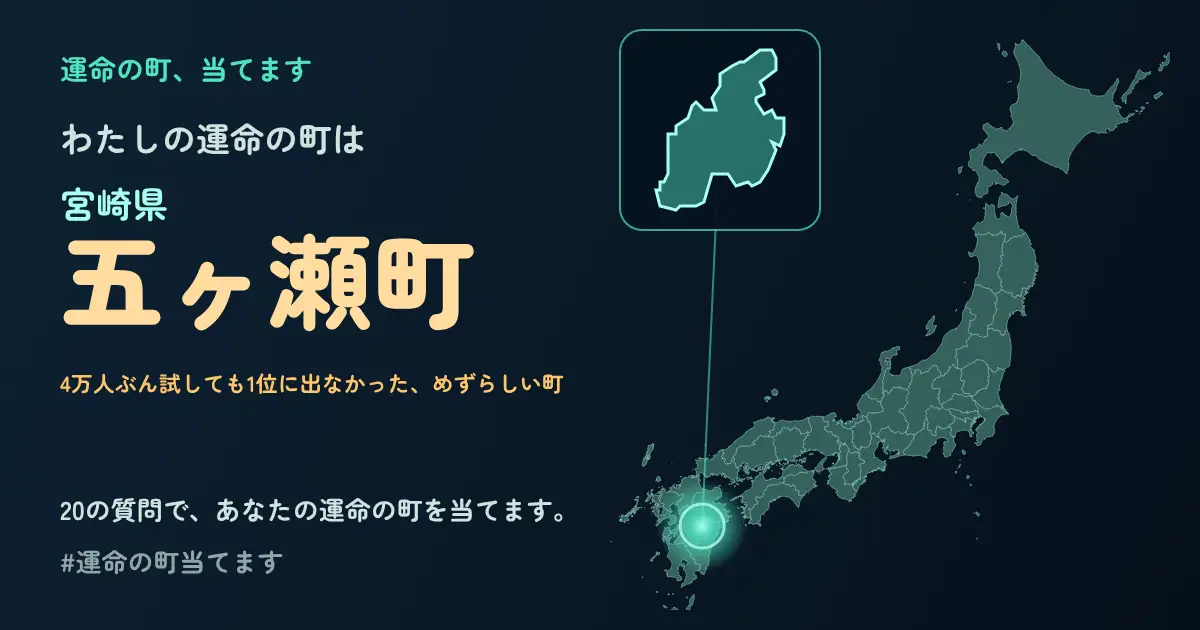 運命の町、当てます
わたしの運命の町は
宮崎県
五ヶ瀬町
4万人ぶん試しても1位に出なかった、めずらしい町
20の質問で、あなたの運命の町を当てます。
#運命の町当てます